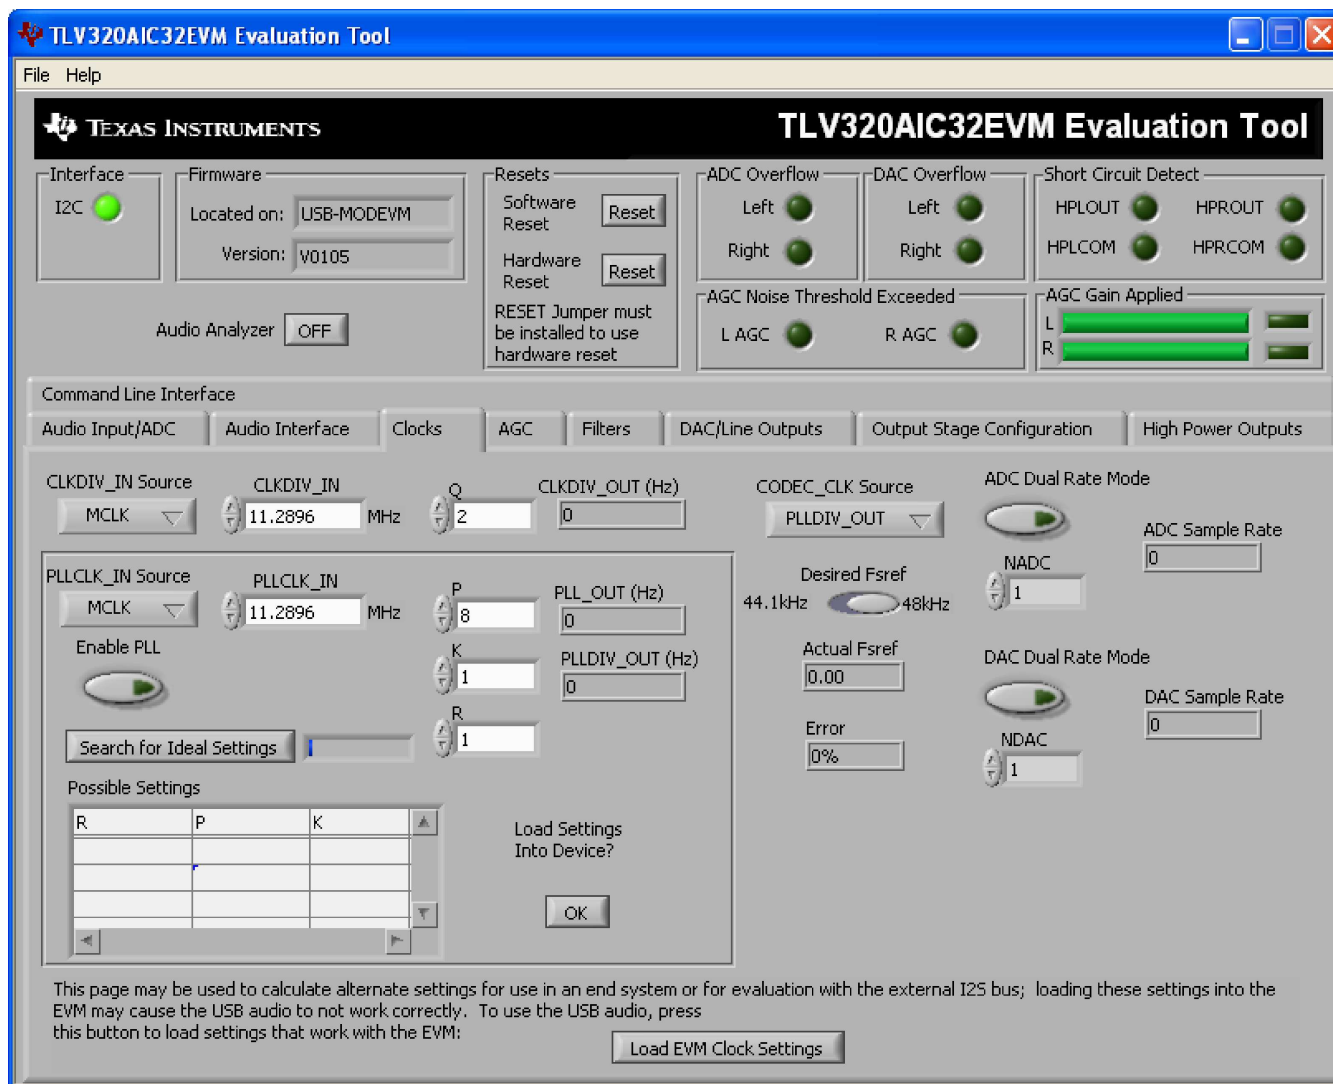 TLV320AIC32EVM Evaluation Tool
File Help
TEXAS INSTRUMENTS
TLV320AIC32EVM Evaluation Tool
Interface
I2C
Firmware
Located on: USB-MODEVM
Version: V0105
Audio Analyzer OFF
Resets
Software
Reset
Reset
Hardware
Reset
Reset
RESET Jumper must
be installed to use
hardware reset
ADC Overflow
Left
Right
DAC Overflow
Left
Right
Short Circuit Detect
HPLOUT HPROUT
HPLCOM HPRCOM
AGC Noise Threshold Exceeded
L AGC R AGC
AGC Gain Applied
L
R
Command Line Interface
Audio Input/ADC Audio Interface Clocks AGC Filters DAC/Line Outputs Output Stage Configuration High Power Outputs
CLKDIV_IN Source
MCLK
CLKDIV_IN
11.2896 MHz
Q
2
CLKDIV_OUT (Hz)
0
PLLCLK_IN Source
MCLK
PLLCLK_IN
11.2896 MHz
P
8
PLL_OUT (Hz)
0
Enable PLL
K
1
PLLDIV_OUT (Hz)
0
R
1
Search for Ideal Settings
Possible Settings
R P K
Load Settings
Into Device?
OK
CODEC_CLK Source
PLLDIV_OUT
Desired Fsref
44.1kHz 48kHz
Actual Fsref
0.00
Error
0%
ADC Dual Rate Mode
NADC
1
ADC Sample Rate
0
DAC Dual Rate Mode
NDAC
1
DAC Sample Rate
0
This page may be used to calculate alternate settings for use in an end system or for evaluation with the external I2S bus; loading these settings into the
EVM may cause the USB audio to not work correctly. To use the USB audio, press
this button to load settings that work with the EVM:
Load EVM Clock Settings